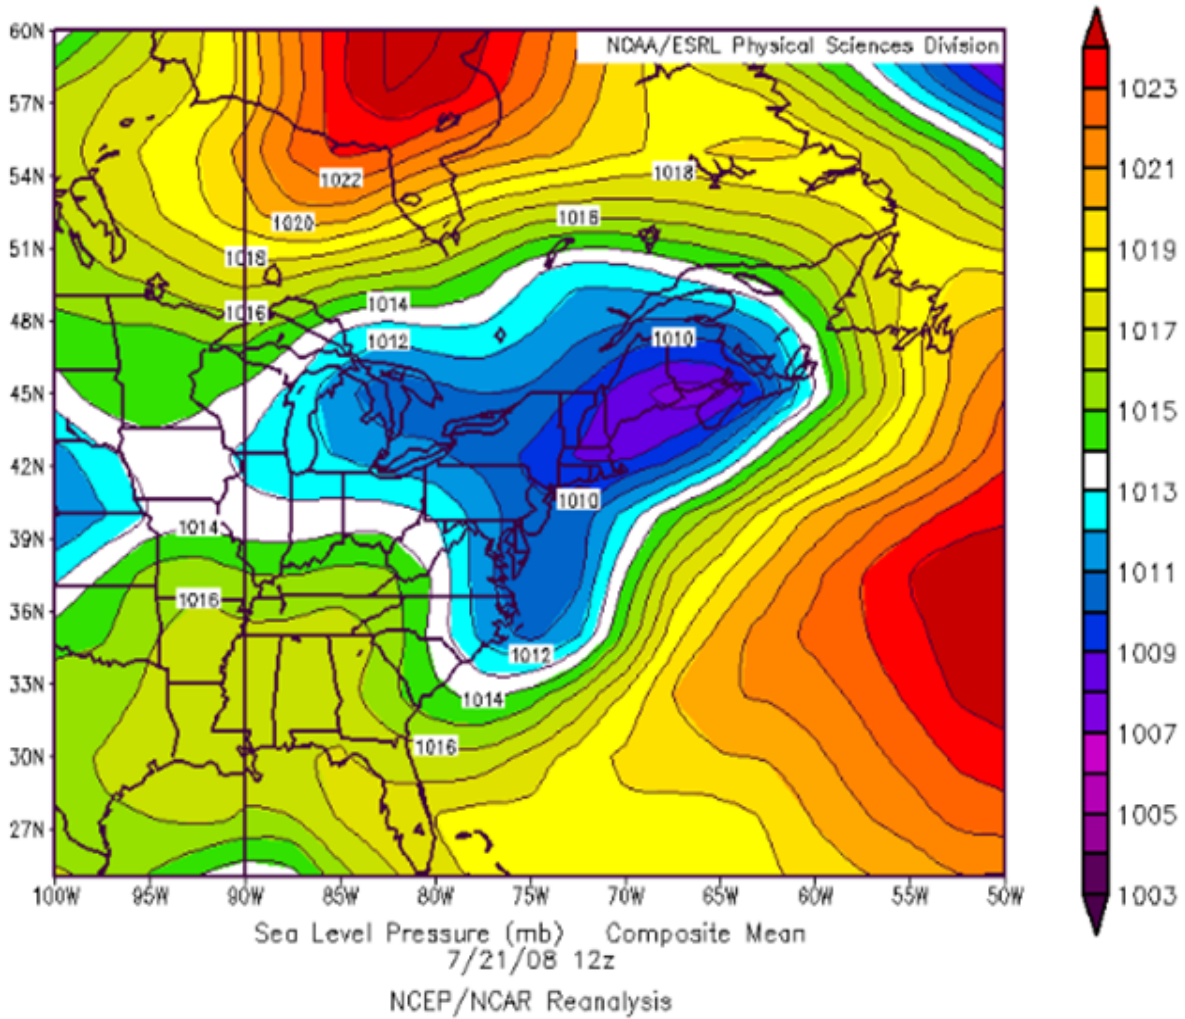 60N
NOAA/ESRL Physical Sciences Division
57N
1023
54N
1022
1018
1021
1020
1016
51N
1018
1019
1014
1016
48N
1012
1010
1017
45N
1015
42N
1010
1013
1014
39N
1011
1016
36N
1012
1009
33N
1014
1016
1007
30N
1005
27N
1003
100W 95W 90W 85W 80W 75W 70W 65W 60W 55W 50W
Sea Level Pressure (mb) Composite Mean
7/21/08 12z
NCEP/NCAR Reanalysis